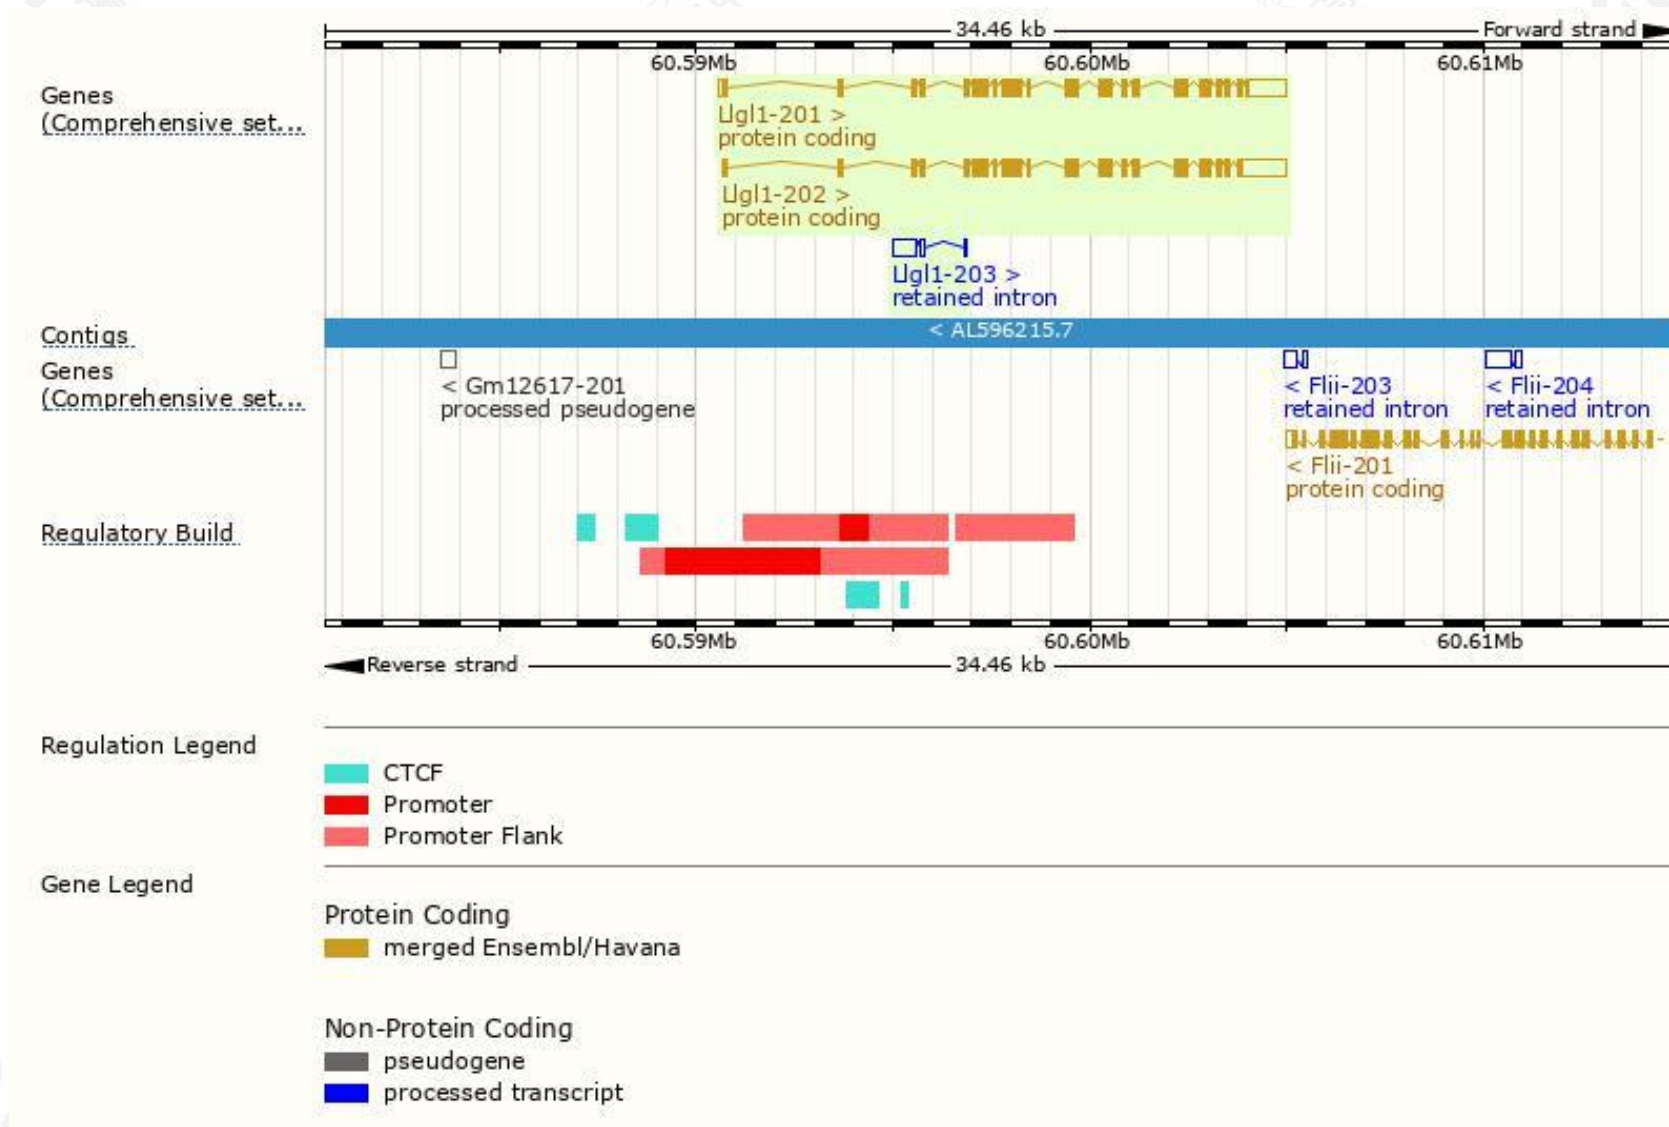 34.46 kb
Forward strand
60.59Mb 60.60Mb 60.61Mb
Genes
(Comprehensive set...
Llgl1-201 >
protein coding
Llgl1-202 >
protein coding
Llgl1-203 >
retained intron
Contigs
< AL596215.7
Genes
(Comprehensive set...
< Gm12617-201
processed pseudogene
< Flii-203
retained intron
< Flii-204
retained intron
< Flii-201
protein coding
Regulatory Build
60.59Mb 60.60Mb 60.61Mb
Reverse strand
34.46 kb
Regulation Legend
CTCF
Promoter
Promoter Flank
Gene Legend
Protein Coding
merged Ensembl/Havana
Non-Protein Coding
pseudogene
processed transcript